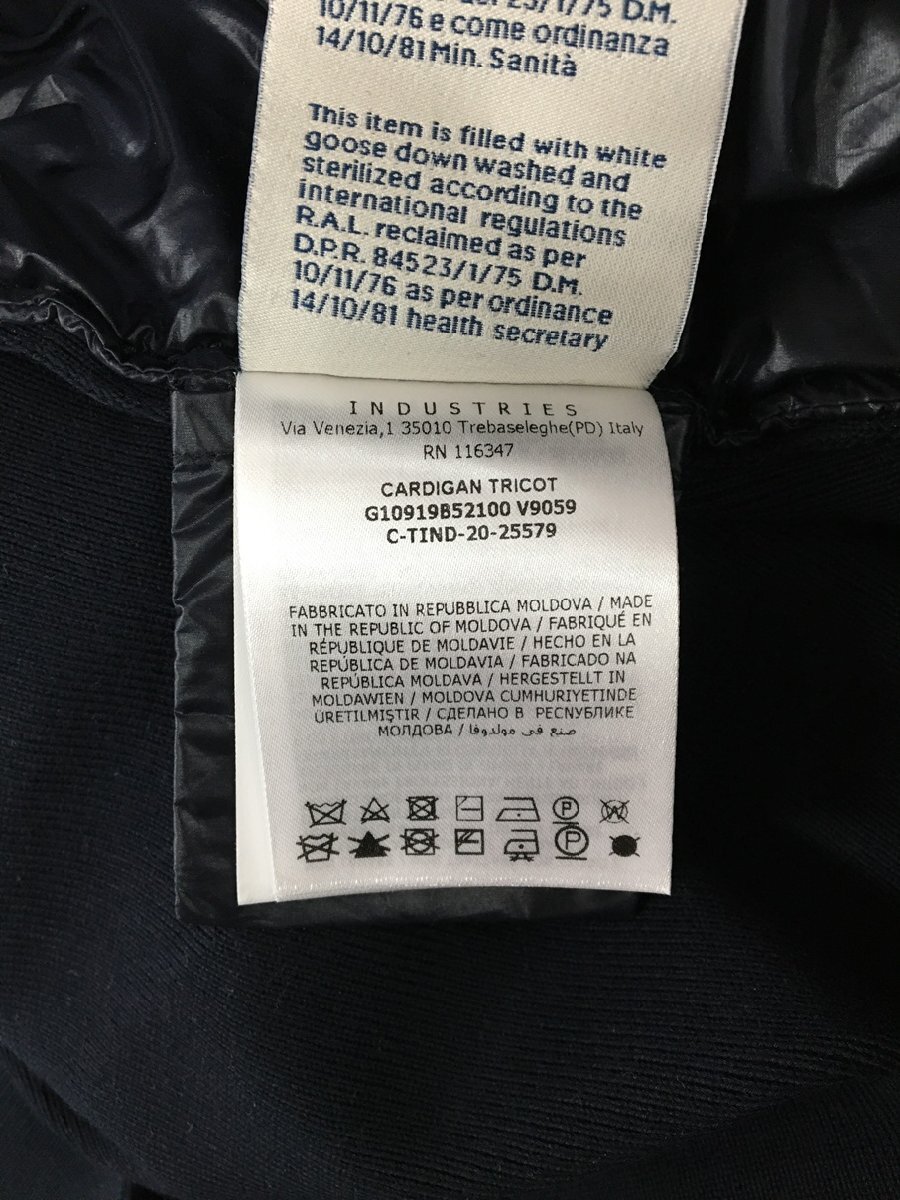 23/1/75 D.M.
10/11/76 e come ordinanza
14/10/81 Min. Sanità
This item is filled with white
goose down washed and
sterilized according to the
international regulations
R.A.L. reclaimed as per
D.P.R. 84523/1/75 D.M.
10/11/76 as per ordinance
14/10/81 health secretary
INDUSTRIES
Via Venezia,1 35010 Trebaseleghe(PD) Italy
RN 116347
CARDIGAN TRICOT
G10919B52100 V9059
C-TIND-20-25579
FABBRICATO IN REPUBBLICA MOLDOVA / MADE
IN THE REPUBLIC OF MOLDOVA / FABRIQUÉ EN
RÉPUBLIQUE DE MOLDAVIE / HECHO EN LA
REPÚBLICA DE MOLDAVIA / FABRICADO NA
REPÚBLICA MOLDAVA / HERGESTELLT IN
MOLDAWIEN / MOLDOVA CUMHURIYETINDE
ÜRETILMIŞTIR / СДЕЛАНО В РЕСПУБЛИКЕ
МОЛДОВА / صنع في مولدوفا
P W
P